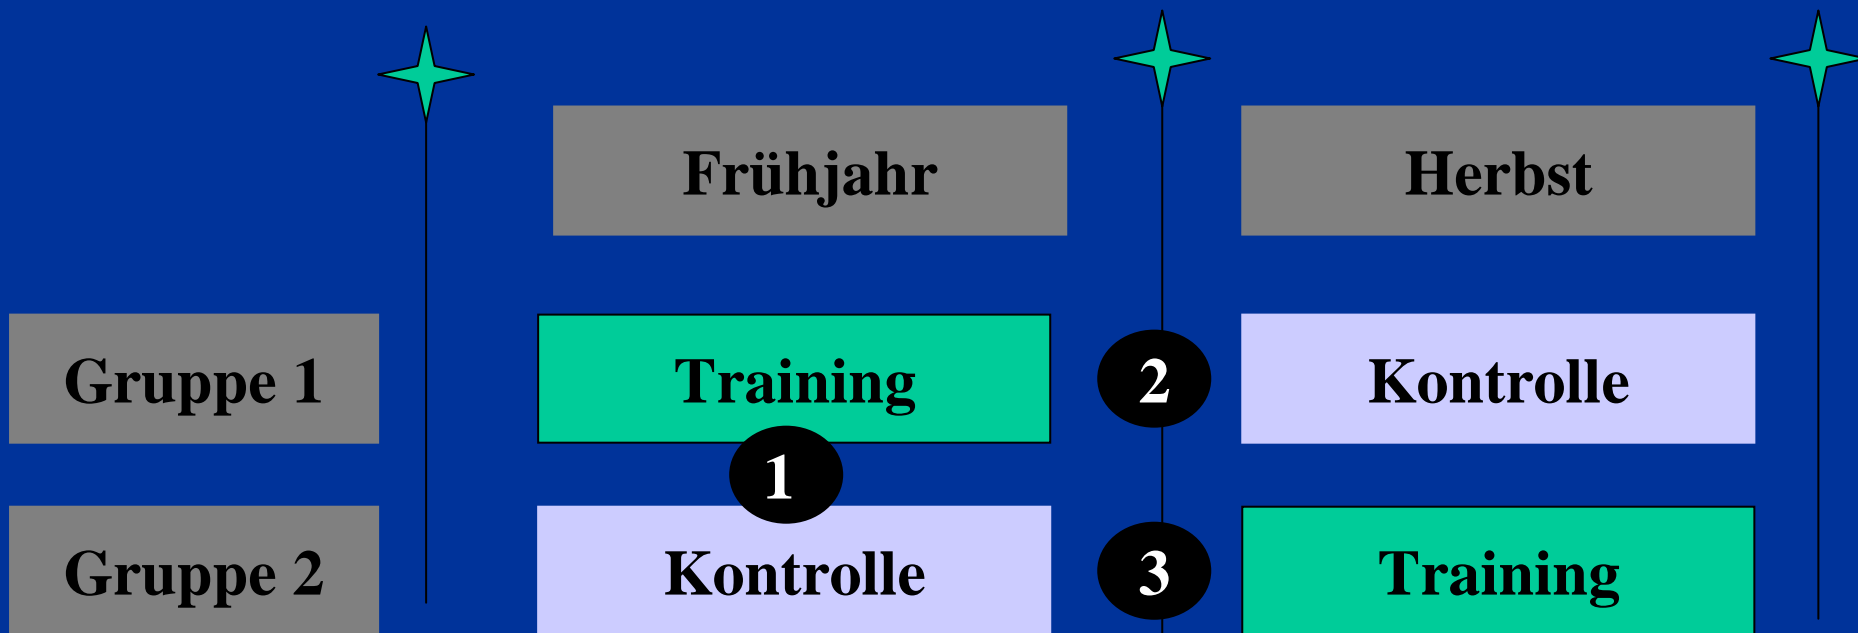 Frühjahr
Herbst
Gruppe 1
Training
2
Kontrolle
1
Gruppe 2
Kontrolle
3
Training